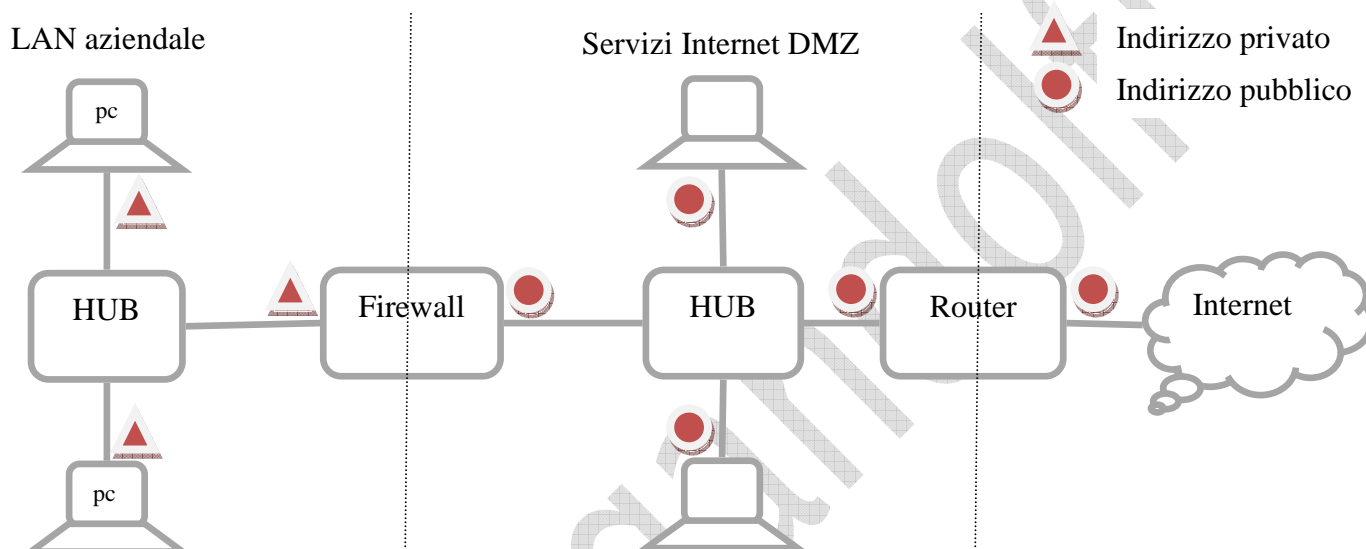 LAN aziendale
Servizi Internet DMZ
Indirizzo privato
Indirizzo pubblico
pc
HUB
Firewall
HUB
Router
Internet
pc